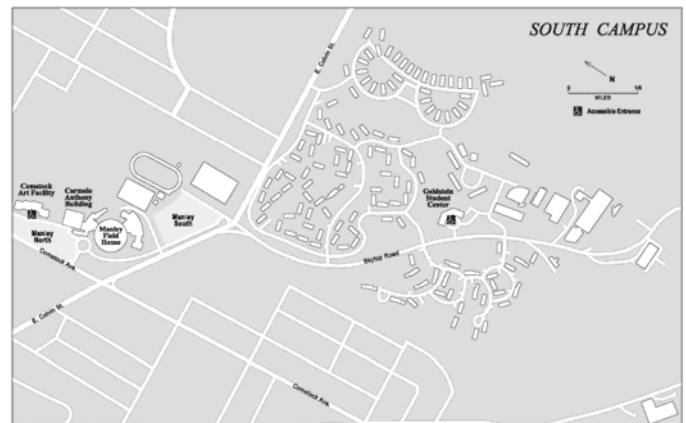 SOUTH CAMPUS
E. Colvin St.
N
0
MILES
Accessible Entrance
Comstock
Art Facility
Carmelo
Anthony
Building
Goldstein
Student
Center
Manley
South
Manley
Field
House
Manley
North
Comstock Ave.
Skytop Road
E. Colvin St.
Comstock Ave.